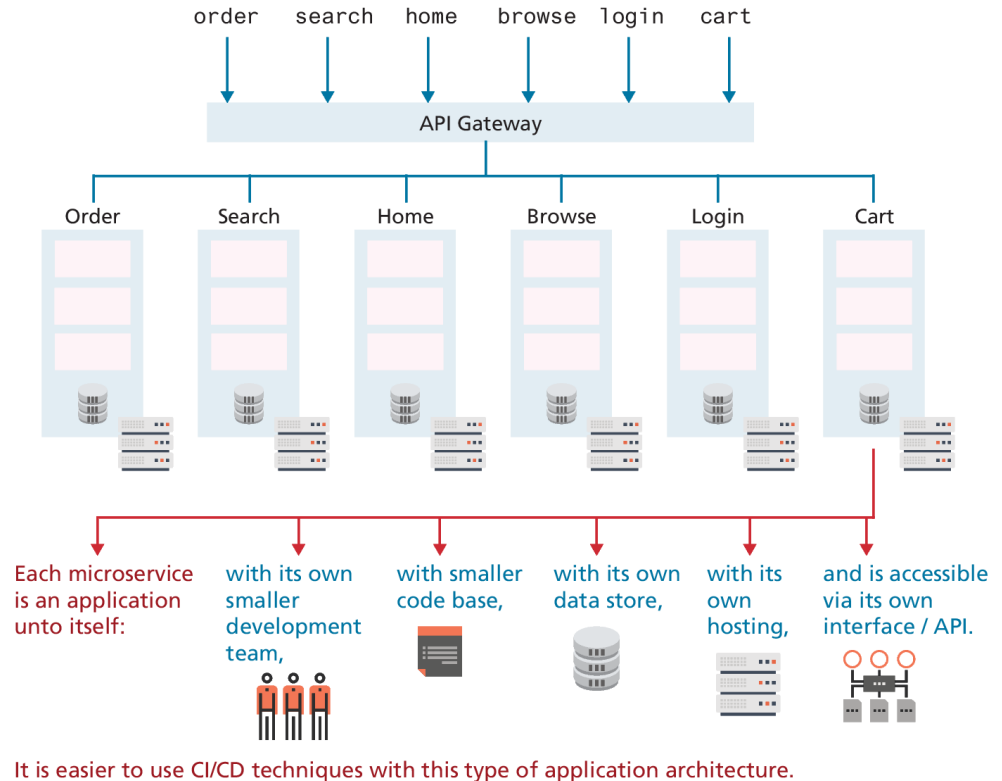 order search home browse login cart
API Gateway
Order Search Home Browse Login Cart
Each microservice
is an application
unto itself:
with its own
smaller
development
team,
with smaller
code base,
with its own
data store,
with its
own
hosting,
and is accessible
via its own
interface / API.
It is easier to use CI/CD techniques with this type of application architecture.